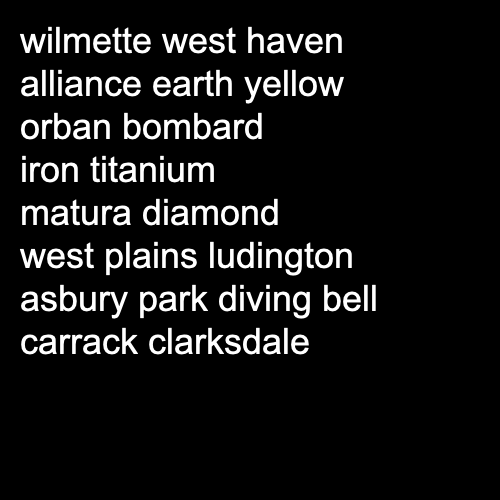 wilmette west haven
alliance earth yellow
orban bombard
iron titanium
matura diamond
west plains ludington
asbury park diving bell
carrack clarksdale